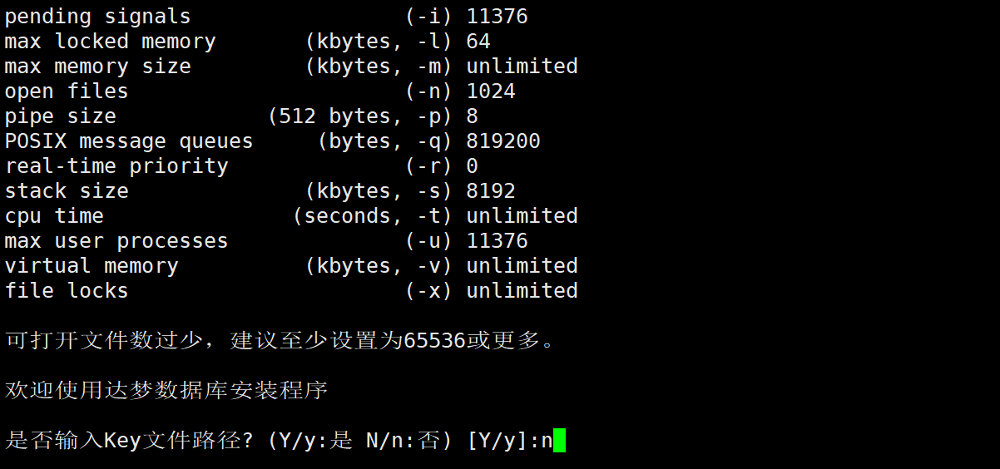 pending signals                 (-i) 11376
max locked memory       (kbytes, -l) 64
max memory size         (kbytes, -m) unlimited
open files                      (-n) 1024
pipe size            (512 bytes, -p) 8
POSIX message queues     (bytes, -q) 819200
real-time priority              (-r) 0
stack size              (kbytes, -s) 8192
cpu time               (seconds, -t) unlimited
max user processes              (-u) 11376
virtual memory          (kbytes, -v) unlimited
file locks                      (-x) unlimited
可打开文件数过少，建议至少设置为65536或更多。
欢迎使用达梦数据库安装程序
是否输入Key文件路径? (Y/y:是 N/n:否) [Y/y]:n